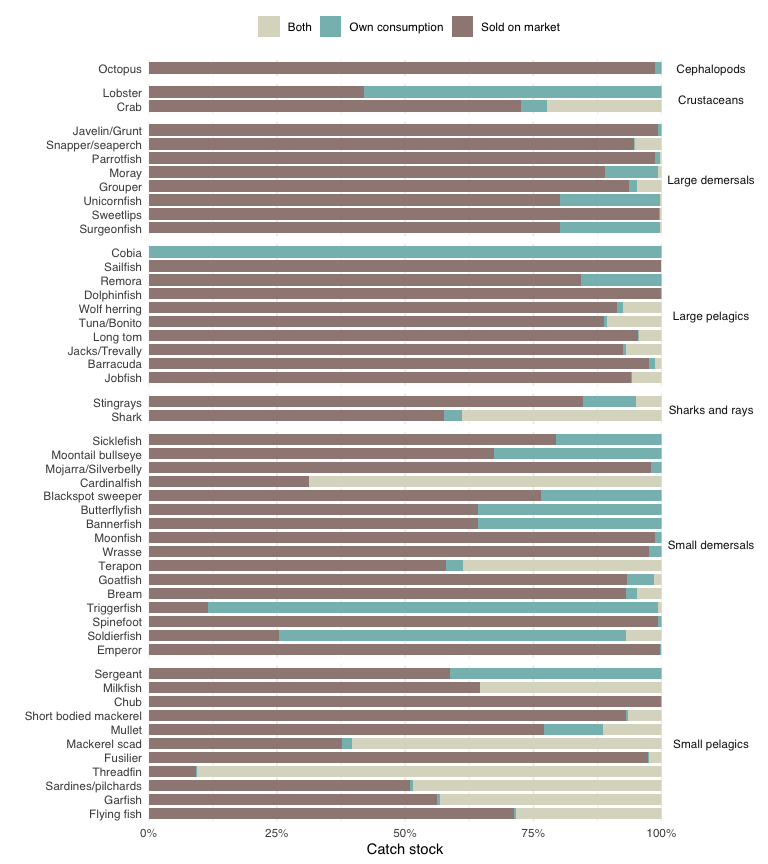 Both Own consumption Sold on market
Octopus
Cephalopods
Lobster
Crab
Crustaceans
Javelin/Grunt
Snapper/seaperch
Parrotfish
Moray
Grouper
Unicornfish
Sweetlips
Surgeonfish
Large demersals
Cobia
Sailfish
Remora
Dolphinfish
Wolf herring
Tuna/Bonito
Long tom
Jacks/Trevally
Barracuda
Jobfish
Large pelagics
Stingrays
Shark
Sharks and rays
Sicklefish
Moontail bullseye
Mojarra/Silverbelly
Cardinalfish
Blackspot sweeper
Butterflyfish
Bannerfish
Moonfish
Wrasse
Terapon
Goatfish
Bream
Triggerfish
Spinefoot
Soldierfish
Emperor
Small demersals
Sergeant
Milkfish
Chub
Short bodied mackerel
Mullet
Mackerel scad
Fusilier
Threadfin
Sardines/pilchards
Garfish
Flying fish
Small pelagics
0% 25% 50% 75% 100%
Catch stock